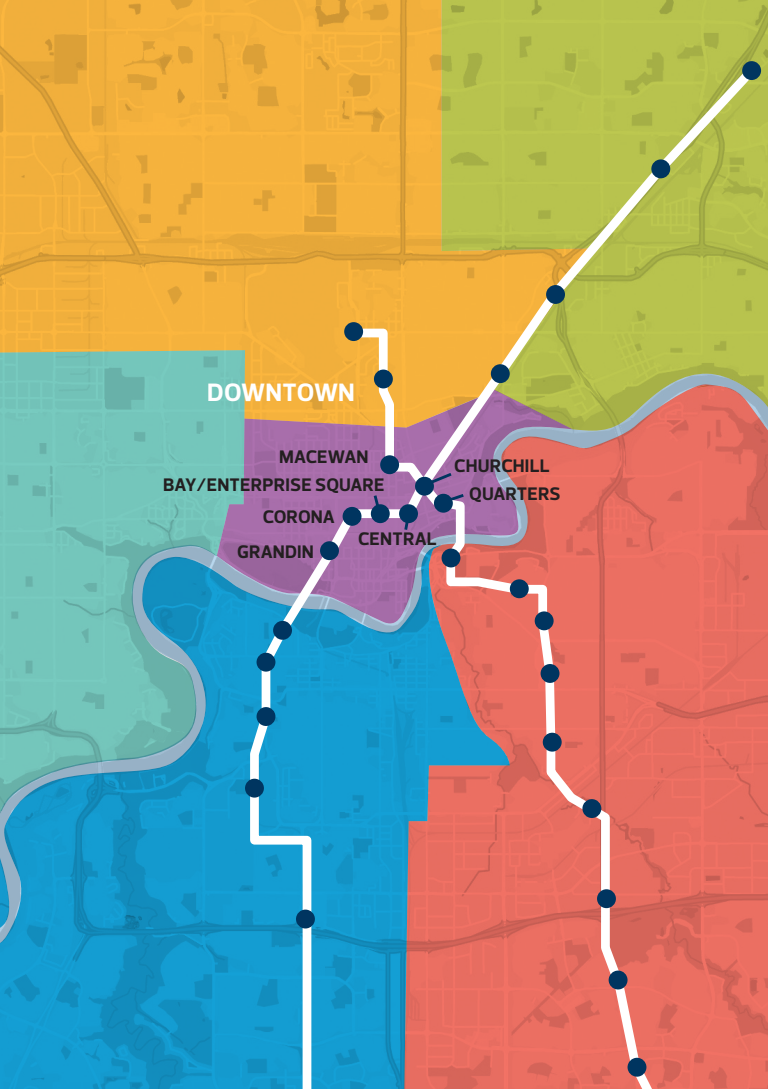 DOWNTOWN
MACEWAN
CHURCHILL
BAY/ENTERPRISE SQUARE
QUARTERS
CORONA
CENTRAL
GRANDIN